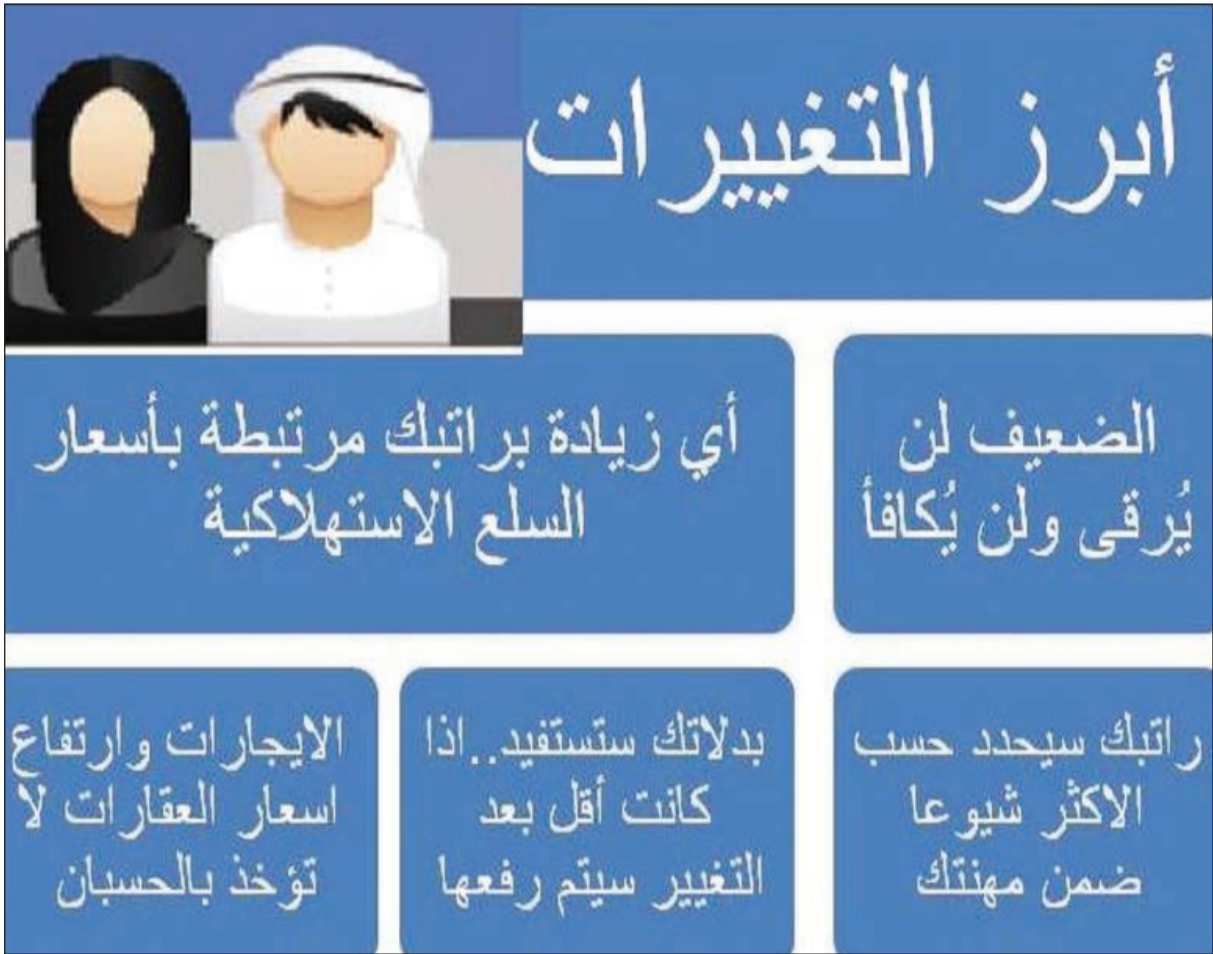 أبرز التغييرات
الضعيف لن
يُرقى ولن يُكافأ
أي زيادة براتبك مرتبطة بأسعار
السلع الاستهلاكية
راتبك سيحدد حسب
الاكثر شيوعا
ضمن مهنتك
بدلاتك ستستفيد..اذا
كانت أقل بعد
التغيير سيتم رفعها
الايجارات وارتفاع
اسعار العقارات لا
تؤخذ بالحسبان